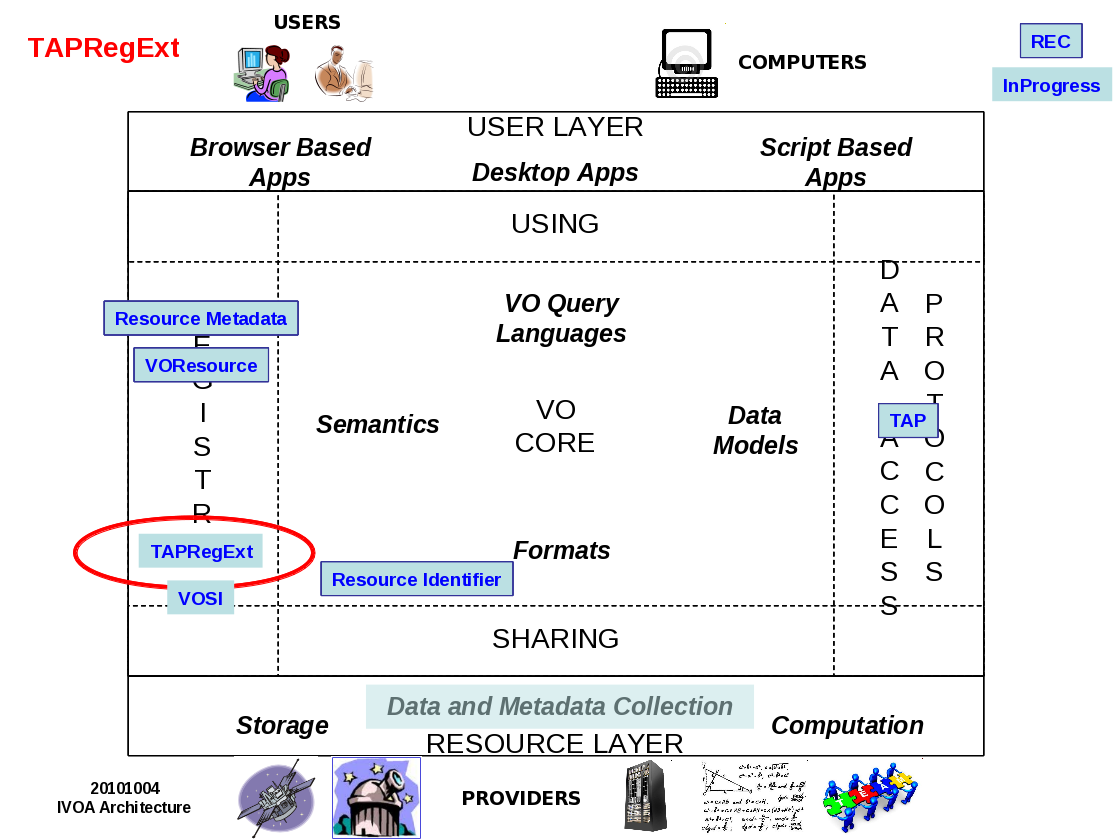 TAPRegExt
USERS
COMPUTERS
REC
InProgress
USER LAYER
Browser Based
Apps
Desktop Apps
Script Based
Apps
USING
Resource Metadata
VOResource
E
G
I
S
T
R
TAPRegExt
VOSI
VO Query
Languages
Semantics
VO
CORE
Data
Models
Formats
Resource Identifier
D
A
T
A
A
C
C
E
S
S
P
R
O
T
O
C
O
L
S
TAP
SHARING
Data and Metadata Collection
Storage
Computation
RESOURCE LAYER
20101004
IVOA Architecture
PROVIDERS